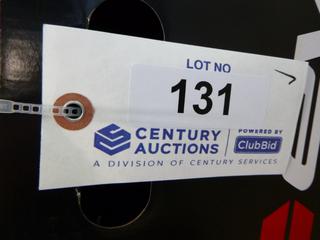 LOT NO
131
CENTURY AUCTIONS
POWERED BY
ClubBid
A DIVISION OF CENTURY SERVICES